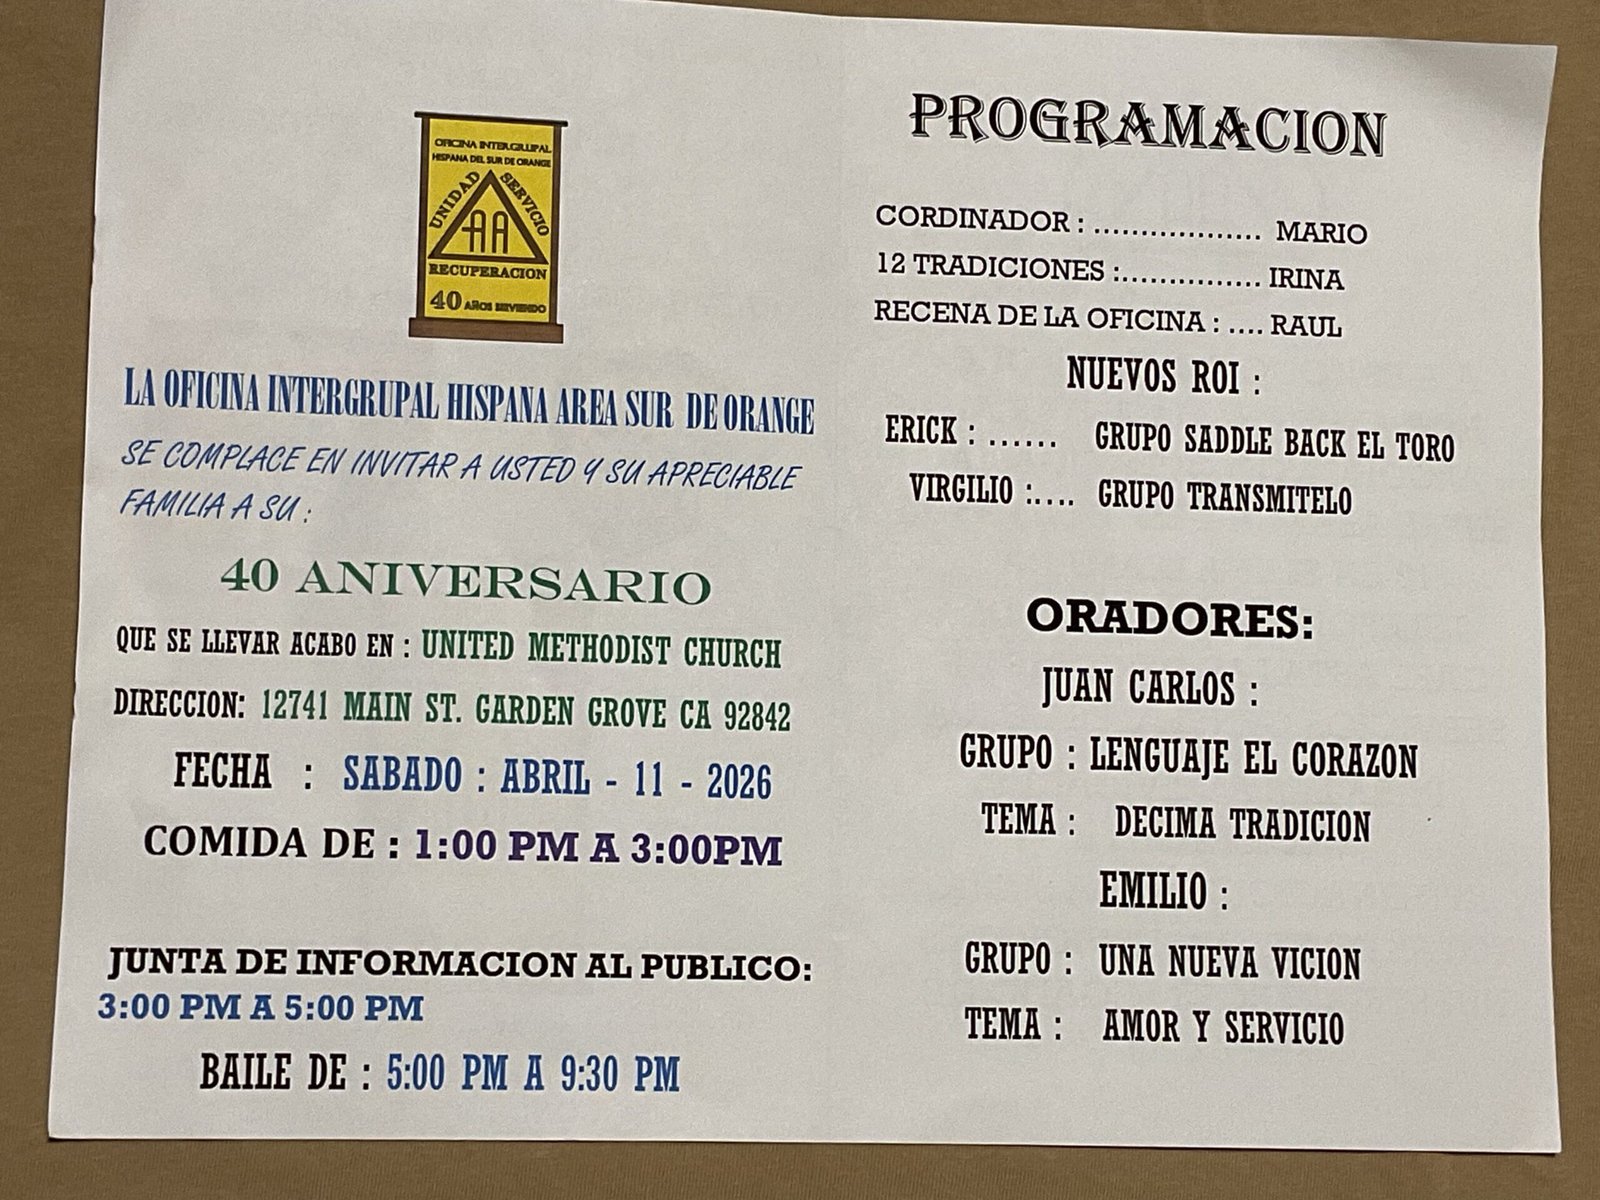 OFICINA INTERGRUPAL
HISPANA DEL SUR DE ORANGE
UNIDAD
SERVICIO
AA
RECUPERACION
40 AÑOS SIRVIENDO
LA OFICINA INTERGRUPAL HISPANA AREA SUR DE ORANGE
SE COMPLACE EN INVITAR A USTED Y SU APRECIABLE
FAMILIA A SU :
40 ANIVERSARIO
QUE SE LLEVAR ACABO EN : UNITED METHODIST CHURCH
DIRECCION: 12741 MAIN ST. GARDEN GROVE CA 92842
FECHA : SABADO : ABRIL - 11 - 2026
COMIDA DE : 1:00 PM A 3:00PM
JUNTA DE INFORMACION AL PUBLICO:
3:00 PM A 5:00 PM
BAILE DE : 5:00 PM A 9:30 PM
PROGRAMACION
CORDINADOR : .................. MARIO
12 TRADICIONES :............... IRINA
RECENA DE LA OFICINA : .... RAUL
NUEVOS ROI :
ERICK : ...... GRUPO SADDLE BACK EL TORO
VIRGILIO :.... GRUPO TRANSMITELO
ORADORES:
JUAN CARLOS :
GRUPO : LENGUAJE EL CORAZON
TEMA : DECIMA TRADICION
EMILIO :
GRUPO : UNA NUEVA VICION
TEMA : AMOR Y SERVICIO